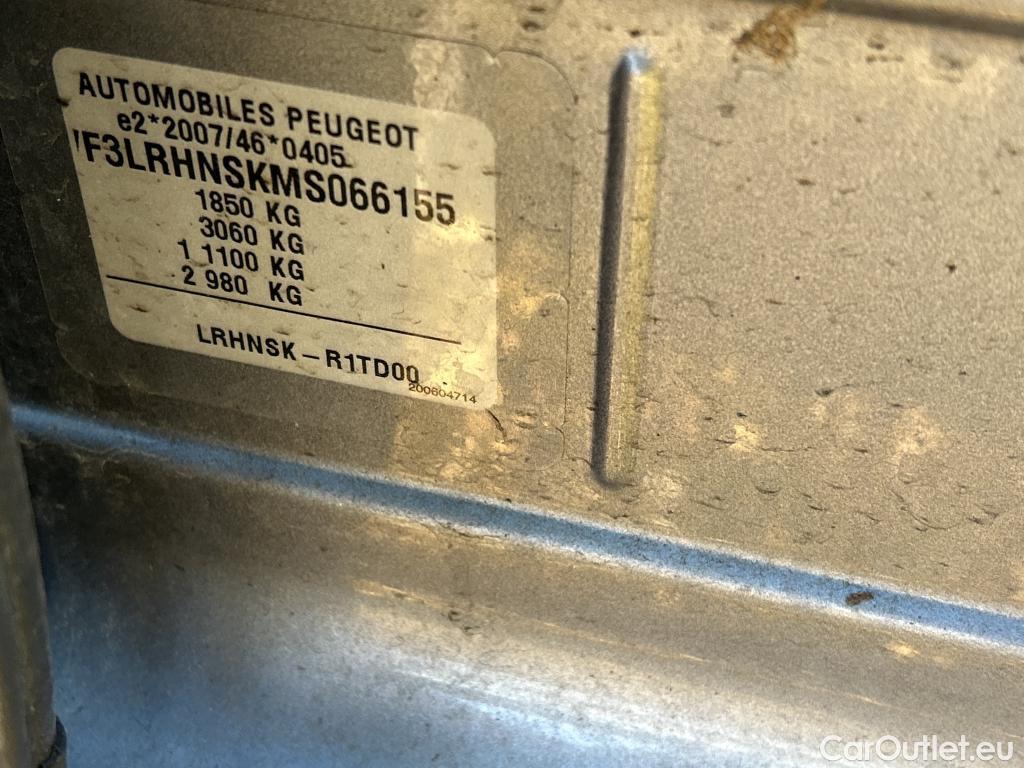 AUTOMOBILES PEUGEOT
e2*2007/46*0405
VF3LRHNSKMS066155
1850 KG
3060 KG
1 1100 KG
2 980 KG
LRHNSK-R1TD00
200604714
CarOutlet.eu